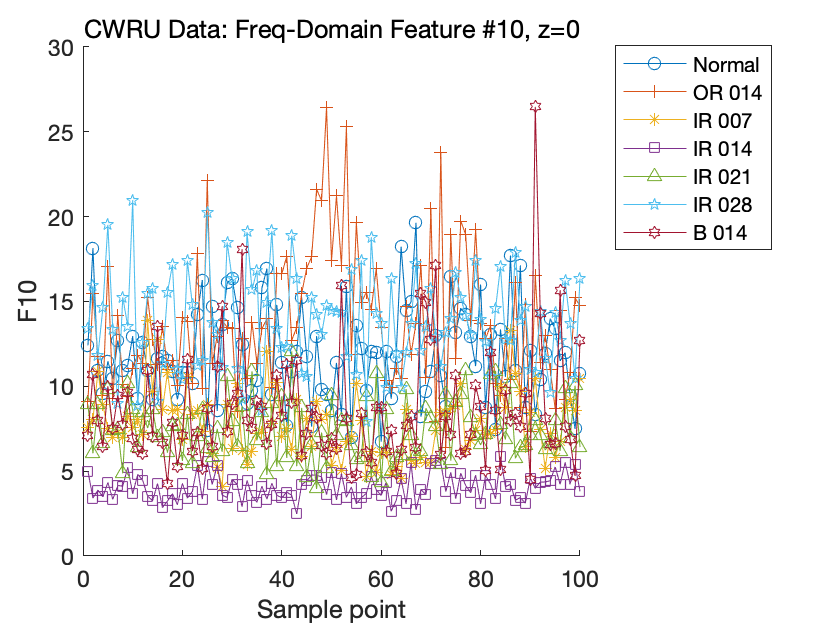 CWRU Data: Freq-Domain Feature #10, z=0
30
25
20
15
10
5
0
F10
0 20 40 60 80 100
Sample point
Normal
OR 014
IR 007
IR 014
IR 021
IR 028
B 014